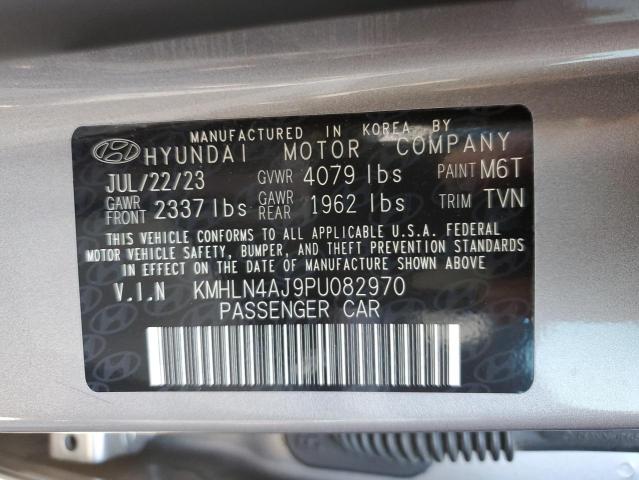 MANUFACTURED IN KOREA BY
HYUNDAI MOTOR COMPANY
JUL/22/23 GVWR 4079 lbs PAINT M6T
GAWR FRONT 2337 lbs GAWR REAR 1962 lbs TRIM TVN
THIS VEHICLE CONFORMS TO ALL APPLICABLE U.S.A. FEDERAL
MOTOR VEHICLE SAFETY, BUMPER, AND THEFT PREVENTION STANDARDS
IN EFFECT ON THE DATE OF MANUFACTURE SHOWN ABOVE
V.I.N KMHLN4AJ9PU082970
PASSENGER CAR